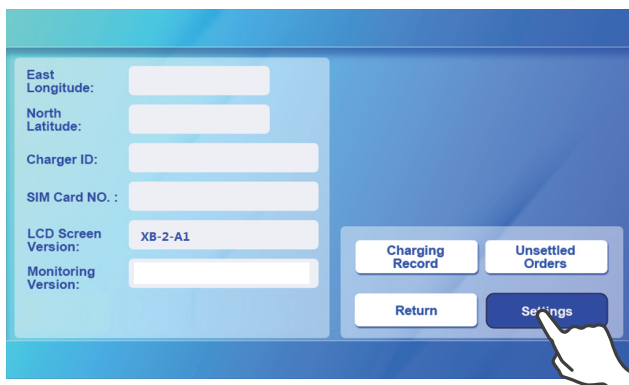 East
Longitude:
North
Latitude:
Charger ID:
SIM Card NO. :
LCD Screen
Version:
XB-2-A1
Monitoring
Version:
Charging
Record
Unsettled
Orders
Return
Settings